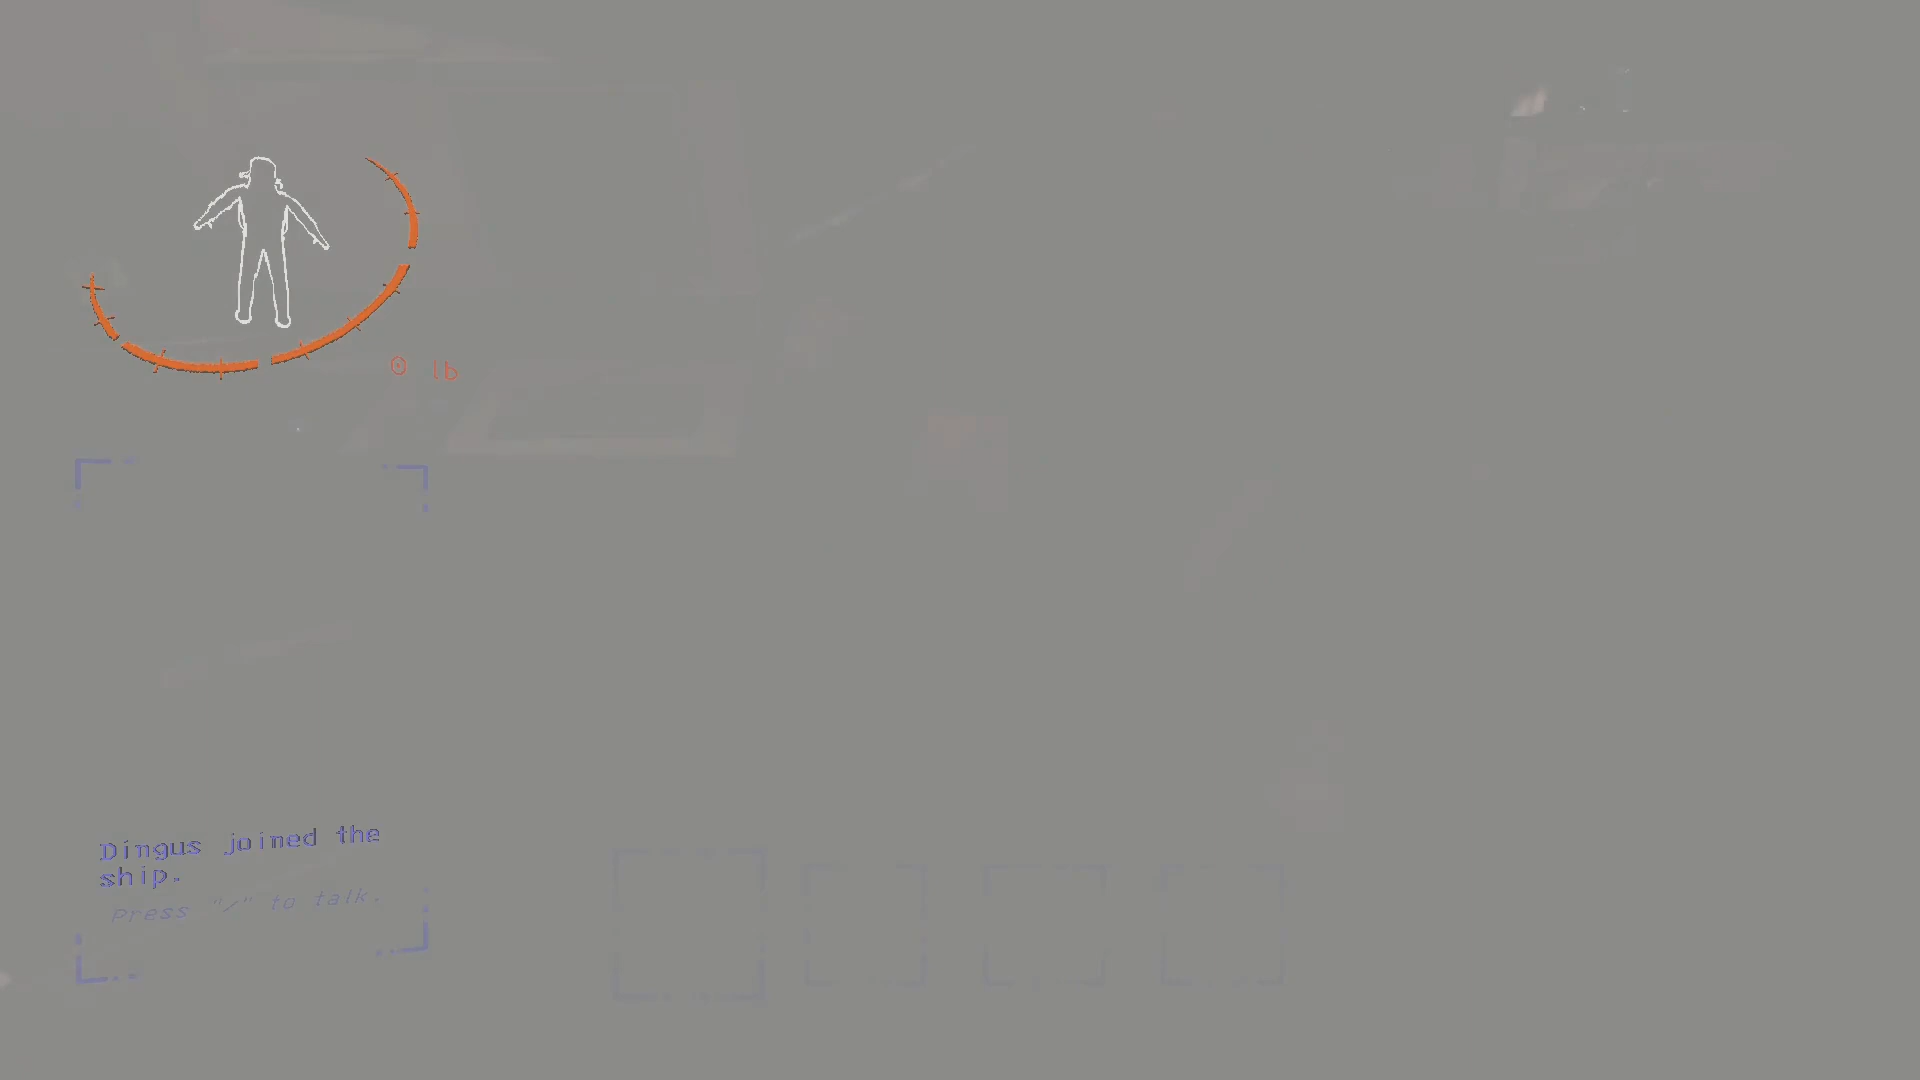 0 lb
Dingus joined the
ship.
Press "/" to talk.